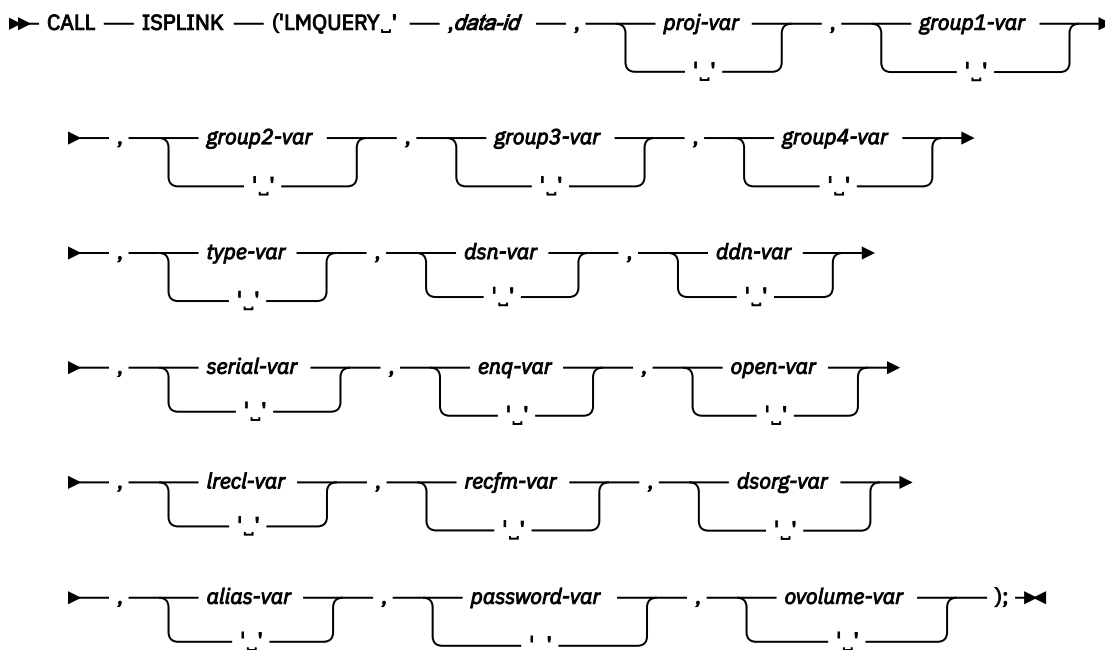 CALL ISPLINK ('LMQUERY␣' ,data-id , proj-var , group1-var
'␣' '␣'
, group2-var , group3-var , group4-var
'␣' '␣' '␣'
, type-var , dsn-var , ddn-var
'␣' '␣' '␣'
, serial-var , enq-var , open-var
'␣' '␣' '␣'
, lrecl-var , recfm-var , dsorg-var
'␣' '␣' '␣'
, alias-var , password-var , ovolume-var );
'␣' ' ' '␣'